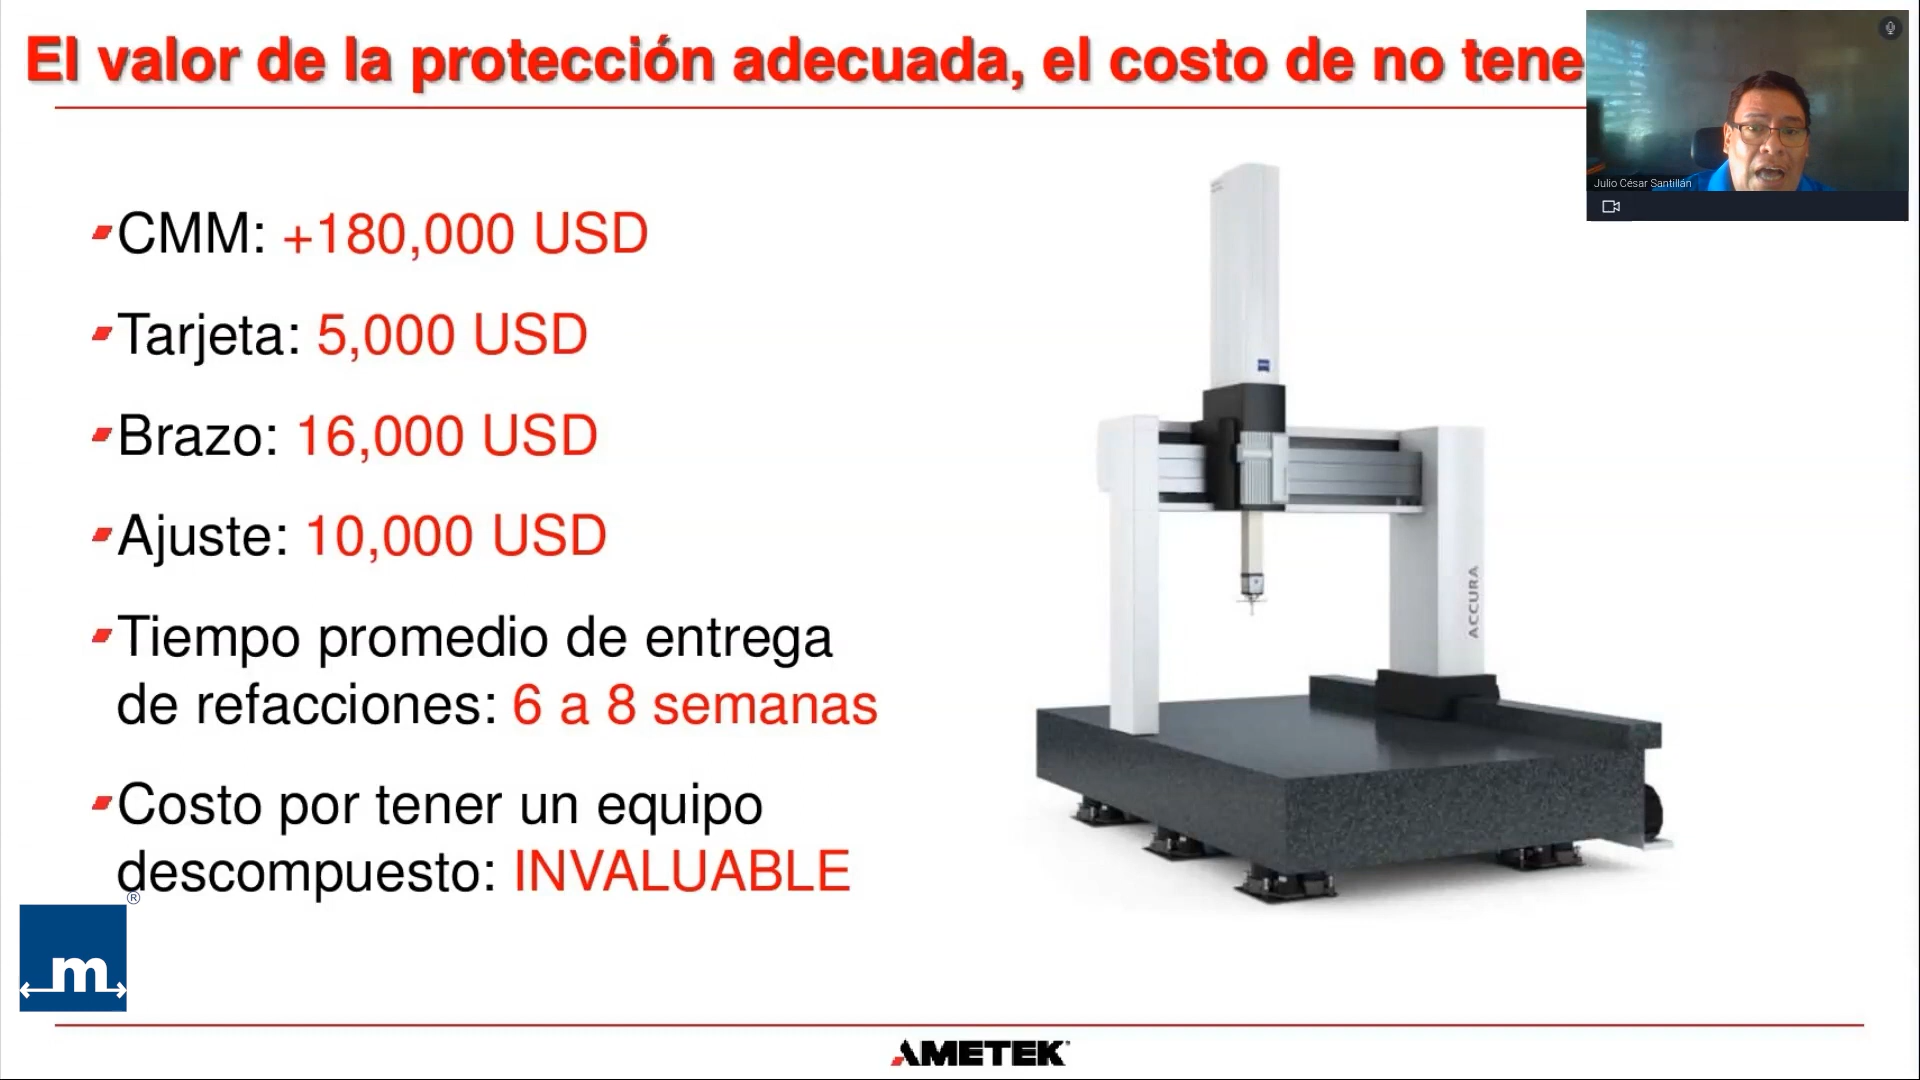 El valor de la protección adecuada, el costo de no tene
Julio César Santillán
CMM: +180,000 USD
Tarjeta: 5,000 USD
Brazo: 16,000 USD
Ajuste: 10,000 USD
Tiempo promedio de entrega
de refacciones: 6 a 8 semanas
Costo por tener un equipo
descompuesto: INVALUABLE
ACCURA
®
m
AMETEK